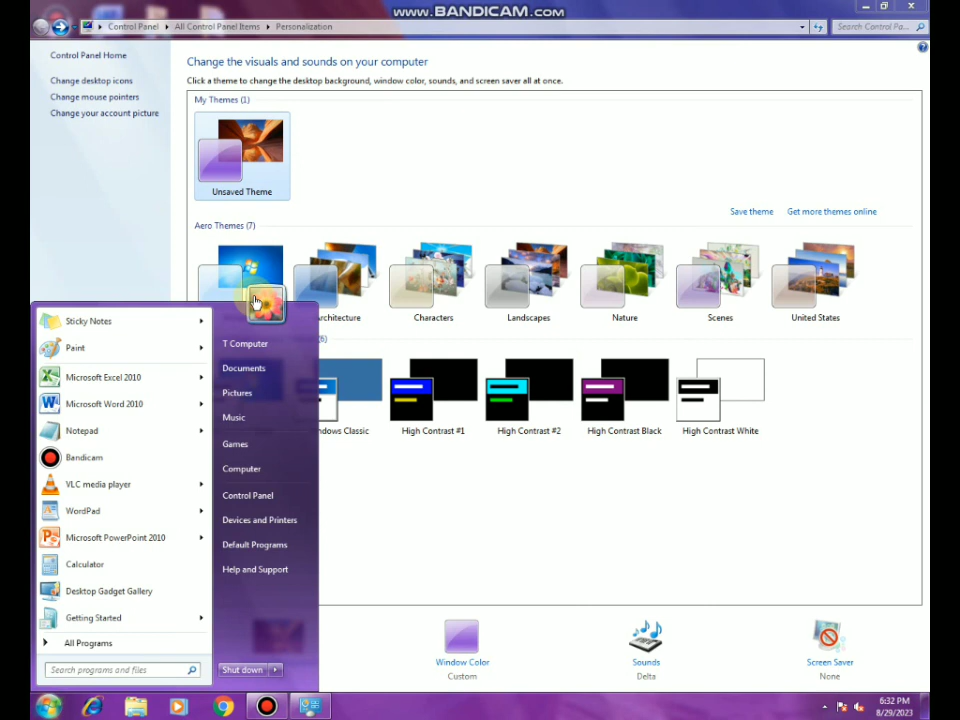 www.BANDICAM.com
Control Panel
All Control Panel Items
Personalization
Search Control Pa...
Control Panel Home
Change desktop icons
Change mouse pointers
Change your account picture
Change the visuals and sounds on your computer
Click a theme to change the desktop background, window color, sounds, and screen saver all at once.
My Themes (1)
Unsaved Theme
Save theme
Get more themes online
Aero Themes (7)
Characters
Landscapes
Nature
Scenes
United States
High Contrast #1
High Contrast #2
High Contrast Black
High Contrast White
Sticky Notes
Paint
Microsoft Excel 2010
Microsoft Word 2010
Notepad
Bandicam
VLC media player
WordPad
Microsoft PowerPoint 2010
Calculator
Desktop Gadget Gallery
Getting Started
All Programs
Search programs and files
T Computer
Documents
Pictures
Music
Games
Computer
Control Panel
Devices and Printers
Default Programs
Help and Support
Shut down
Window Color
Custom
Sounds
Delta
Screen Saver
None
6:32 PM
8/29/2023